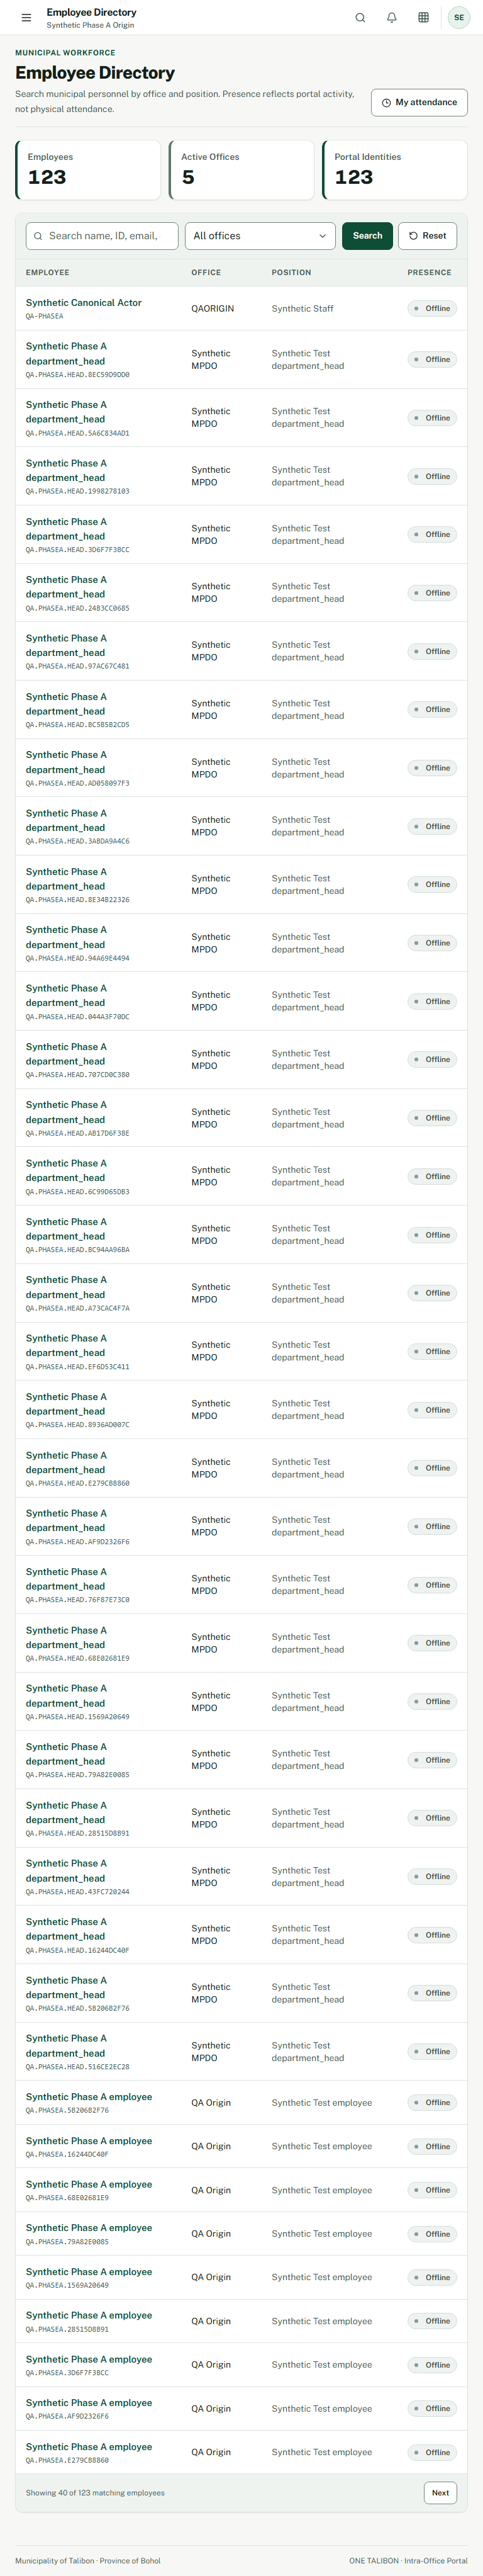 Employee Directory
Synthetic Phase A Origin
SE
MUNICIPAL WORKFORCE
Employee Directory
Search municipal personnel by office and position. Presence reflects portal activity,
not physical attendance.
My attendance
Employees
123
Active Offices
5
Portal Identities
123
Search name, ID, email,
All offices
Search
Reset
EMPLOYEE OFFICE POSITION PRESENCE
Synthetic Canonical Actor
QA-PHASEA
QAORIGIN
Synthetic Staff
Offline
Synthetic Phase A
department_head
QA.PHASEA.HEAD.8EC59D9DD0
Synthetic
MPDO
Synthetic Test
department_head
Offline
Synthetic Phase A
department_head
QA.PHASEA.HEAD.5A6C834AD1
Synthetic
MPDO
Synthetic Test
department_head
Offline
Synthetic Phase A
department_head
QA.PHASEA.HEAD.1998278103
Synthetic
MPDO
Synthetic Test
department_head
Offline
Synthetic Phase A
department_head
QA.PHASEA.HEAD.3D6F7F3BCC
Synthetic
MPDO
Synthetic Test
department_head
Offline
Synthetic Phase A
department_head
QA.PHASEA.HEAD.24B3CC0685
Synthetic
MPDO
Synthetic Test
department_head
Offline
Synthetic Phase A
department_head
QA.PHASEA.HEAD.97AC67C481
Synthetic
MPDO
Synthetic Test
department_head
Offline
Synthetic Phase A
department_head
QA.PHASEA.HEAD.BC5B5B2CD5
Synthetic
MPDO
Synthetic Test
department_head
Offline
Synthetic Phase A
department_head
QA.PHASEA.HEAD.AD058097F3
Synthetic
MPDO
Synthetic Test
department_head
Offline
Synthetic Phase A
department_head
QA.PHASEA.HEAD.3ABDA9A4C6
Synthetic
MPDO
Synthetic Test
department_head
Offline
Synthetic Phase A
department_head
QA.PHASEA.HEAD.8E34B22326
Synthetic
MPDO
Synthetic Test
department_head
Offline
Synthetic Phase A
department_head
QA.PHASEA.HEAD.94A69E4494
Synthetic
MPDO
Synthetic Test
department_head
Offline
Synthetic Phase A
department_head
QA.PHASEA.HEAD.044A3F70DC
Synthetic
MPDO
Synthetic Test
department_head
Offline
Synthetic Phase A
department_head
QA.PHASEA.HEAD.707CD0C380
Synthetic
MPDO
Synthetic Test
department_head
Offline
Synthetic Phase A
department_head
QA.PHASEA.HEAD.AB17D6F38E
Synthetic
MPDO
Synthetic Test
department_head
Offline
Synthetic Phase A
department_head
QA.PHASEA.HEAD.6C99D65DB3
Synthetic
MPDO
Synthetic Test
department_head
Offline
Synthetic Phase A
department_head
QA.PHASEA.HEAD.BC94AA96BA
Synthetic
MPDO
Synthetic Test
department_head
Offline
Synthetic Phase A
department_head
QA.PHASEA.HEAD.A73CAC4F7A
Synthetic
MPDO
Synthetic Test
department_head
Offline
Synthetic Phase A
department_head
QA.PHASEA.HEAD.EF6D53C411
Synthetic
MPDO
Synthetic Test
department_head
Offline
Synthetic Phase A
department_head
QA.PHASEA.HEAD.8936AD007C
Synthetic
MPDO
Synthetic Test
department_head
Offline
Synthetic Phase A
department_head
QA.PHASEA.HEAD.E279CB8860
Synthetic
MPDO
Synthetic Test
department_head
Offline
Synthetic Phase A
department_head
QA.PHASEA.HEAD.AF9D2326F6
Synthetic
MPDO
Synthetic Test
department_head
Offline
Synthetic Phase A
department_head
QA.PHASEA.HEAD.76F87E73C0
Synthetic
MPDO
Synthetic Test
department_head
Offline
Synthetic Phase A
department_head
QA.PHASEA.HEAD.68E02681E9
Synthetic
MPDO
Synthetic Test
department_head
Offline
Synthetic Phase A
department_head
QA.PHASEA.HEAD.1569A20649
Synthetic
MPDO
Synthetic Test
department_head
Offline
Synthetic Phase A
department_head
QA.PHASEA.HEAD.79A82E0085
Synthetic
MPDO
Synthetic Test
department_head
Offline
Synthetic Phase A
department_head
QA.PHASEA.HEAD.28515D8B91
Synthetic
MPDO
Synthetic Test
department_head
Offline
Synthetic Phase A
department_head
QA.PHASEA.HEAD.43FC720244
Synthetic
MPDO
Synthetic Test
department_head
Offline
Synthetic Phase A
department_head
QA.PHASEA.HEAD.16244DC40F
Synthetic
MPDO
Synthetic Test
department_head
Offline
Synthetic Phase A
department_head
QA.PHASEA.HEAD.5B206B2F76
Synthetic
MPDO
Synthetic Test
department_head
Offline
Synthetic Phase A
department_head
QA.PHASEA.HEAD.516CE2EC28
Synthetic
MPDO
Synthetic Test
department_head
Offline
Synthetic Phase A employee
QA.PHASEA.5B206B2F76
QA Origin
Synthetic Test employee
Offline
Synthetic Phase A employee
QA.PHASEA.16244DC40F
QA Origin
Synthetic Test employee
Offline
Synthetic Phase A employee
QA.PHASEA.68E02681E9
QA Origin
Synthetic Test employee
Offline
Synthetic Phase A employee
QA.PHASEA.79A82E0085
QA Origin
Synthetic Test employee
Offline
Synthetic Phase A employee
QA.PHASEA.1569A20649
QA Origin
Synthetic Test employee
Offline
Synthetic Phase A employee
QA.PHASEA.28515D8B91
QA Origin
Synthetic Test employee
Offline
Synthetic Phase A employee
QA.PHASEA.3D6F7F3BCC
QA Origin
Synthetic Test employee
Offline
Synthetic Phase A employee
QA.PHASEA.AF9D2326F6
QA Origin
Synthetic Test employee
Offline
Synthetic Phase A employee
QA.PHASEA.E279CB8860
QA Origin
Synthetic Test employee
Offline
Showing 40 of 123 matching employees
Next
Municipality of Talibon · Province of Bohol
ONE TALIBON · Intra-Office Portal